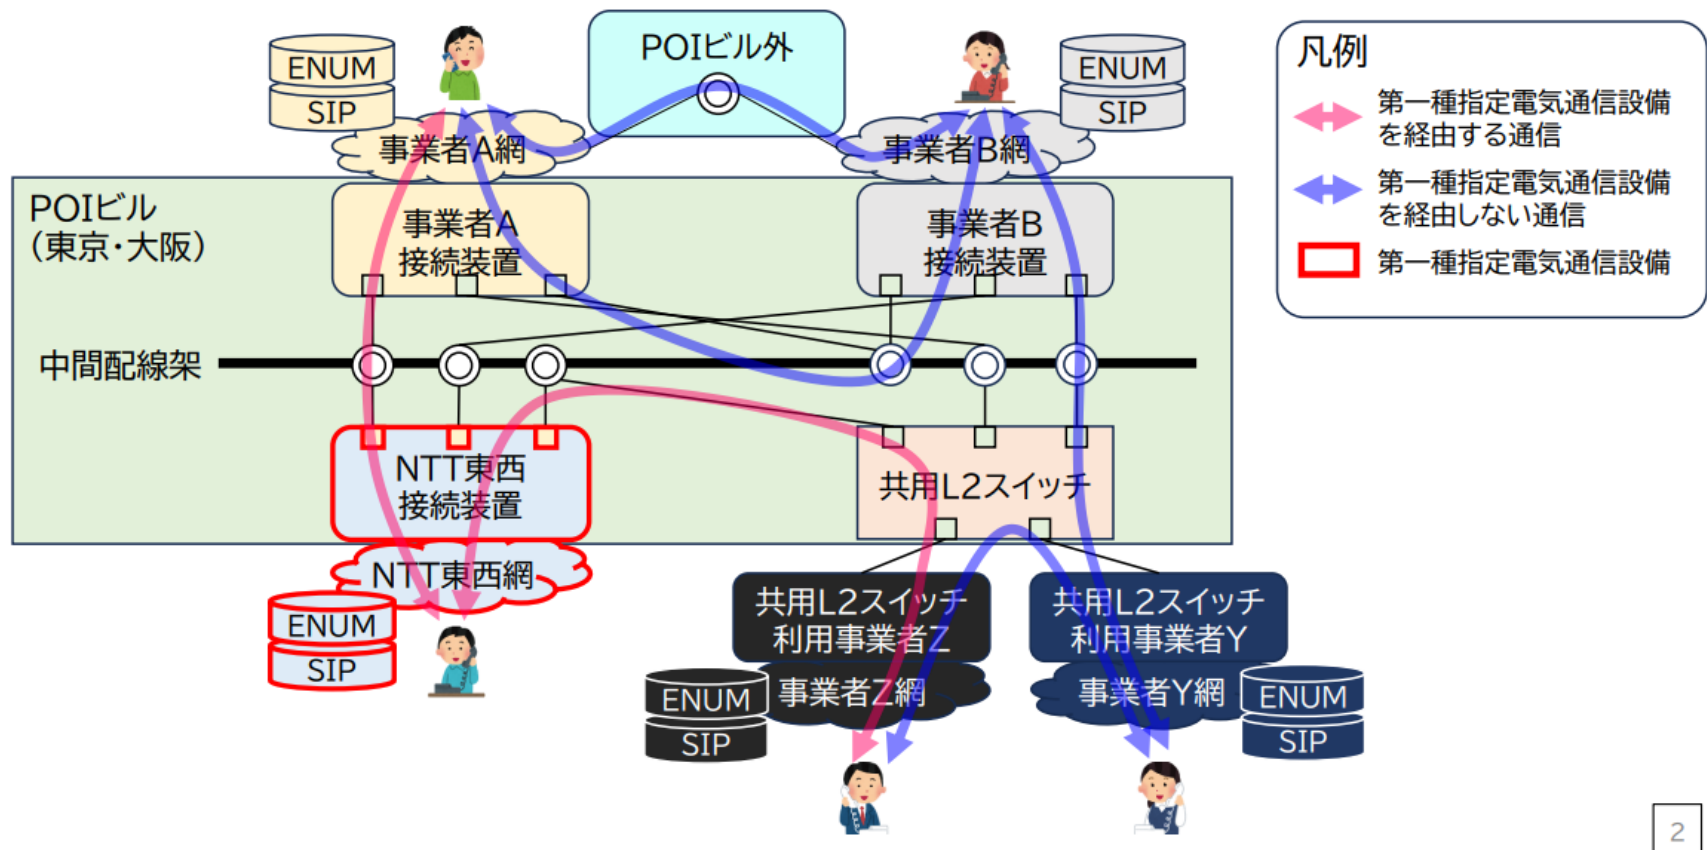 ENUM
SIP
POIビル外
ENUM
SIP
事業者A網
事業者B網
凡例
第一種指定電気通信設備
を経由する通信
第一種指定電気通信設備
を経由しない通信
第一種指定電気通信設備
POIビル
（東京・大阪）
事業者A
接続装置
事業者B
接続装置
中間配線架
NTT東西
接続装置
共用L2スイッチ
NTT東西網
ENUM
SIP
共用L2スイッチ
利用事業者Z
共用L2スイッチ
利用事業者Y
事業者Z網
ENUM
SIP
事業者Y網
ENUM
SIP
2